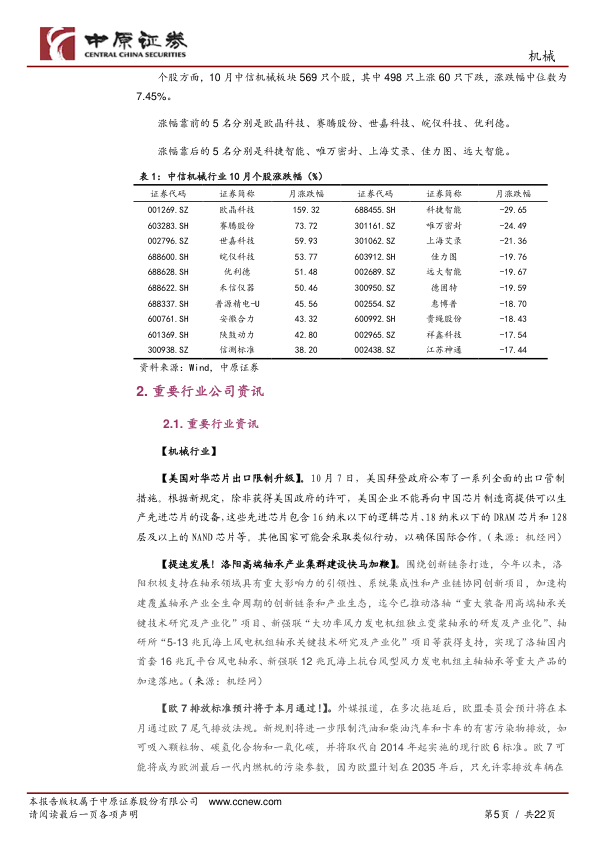 中原证券
CENTRAL CHINA SECURITIES
机械
个股方面，10 月中信机械板块 569 只个股，其中 498 只上涨 60 只下跌，涨跌幅中位数为
7.45%。
涨幅靠前的 5 名分别是欧晶科技、赛腾股份、世嘉科技、皖仪科技、优利德。
涨幅靠后的 5 名分别是科捷智能、唯万密封、上海艾录、佳力图、远大智能。
表 1：中信机械行业 10 月个股涨跌幅（%）
证券代码 证券简称 月涨跌幅 证券代码 证券简称 月涨跌幅
001269.SZ 欧晶科技 159.32 688455.SH 科捷智能 -29.65
603283.SH 赛腾股份 73.72 301161.SZ 唯万密封 -24.49
002796.SZ 世嘉科技 59.93 301062.SZ 上海艾录 -21.36
688600.SH 皖仪科技 53.77 603912.SH 佳力图 -19.76
688628.SH 优利德 51.48 002689.SZ 远大智能 -19.67
688622.SH 禾信仪器 50.46 300950.SZ 德固特 -19.59
688337.SH 普源精电-U 45.56 002554.SZ 惠博普 -18.70
600761.SH 安徽合力 43.32 600992.SH 贵绳股份 -18.43
601369.SH 陕鼓动力 42.80 002965.SZ 祥鑫科技 -17.54
300938.SZ 信测标准 38.20 002438.SZ 江苏神通 -17.44
资料来源：Wind，中原证券
2. 重要行业公司资讯
2.1. 重要行业资讯
【机械行业】
【美国对华芯片出口限制升级】。10 月 7 日，美国拜登政府公布了一系列全面的出口管制
措施。根据新规定，除非获得美国政府的许可，美国企业不能再向中国芯片制造商提供可以生
产先进芯片的设备，这些先进芯片包含 16 纳米以下的逻辑芯片、18 纳米以下的 DRAM 芯片和 128
层及以上的 NAND 芯片等。其他国家可能会采取类似行动，以确保国际合作。（来源：机经网）
【提速发展！洛阳高端轴承产业集群建设快马加鞭】。围绕创新链条打造，今年以来，洛
阳积极支持在轴承领域具有重大影响力的引领性、系统集成性和产业链协同创新项目，加速构
建覆盖轴承产业全生命周期的创新链条和产业生态，迄今已推动洛轴“重大装备用高端轴承关
键技术研究及产业化”项目、新强联“大功率风力发电机组独立变桨轴承的研发及产业化”、轴
研所“5-13 兆瓦海上风电机组轴承关键技术研究及产业化”项目等获得支持，实现了洛轴国内
首套 16 兆瓦平台风电轴承、新强联 12 兆瓦海上抗台风型风力发电机组主轴轴承等重大产品的
加速落地。（来源：机经网）
【欧 7 排放标准预计将于本月通过！】。外媒报道，在多次拖延后，欧盟委员会预计将在本
月通过欧 7 尾气排放法规。新规则将进一步限制汽油和柴油汽车和卡车的有害污染物排放，如
可吸入颗粒物、碳氢化合物和一氧化碳，并将取代自 2014 年起实施的现行欧 6 标准。欧 7 可
能将成为欧洲最后一代内燃机的污染参数，因为欧盟计划在 2035 年后，只允许零排放车辆在
本报告版权属于中原证券股份有限公司 www.ccnew.com
请阅读最后一页各项声明 第5页 / 共22页